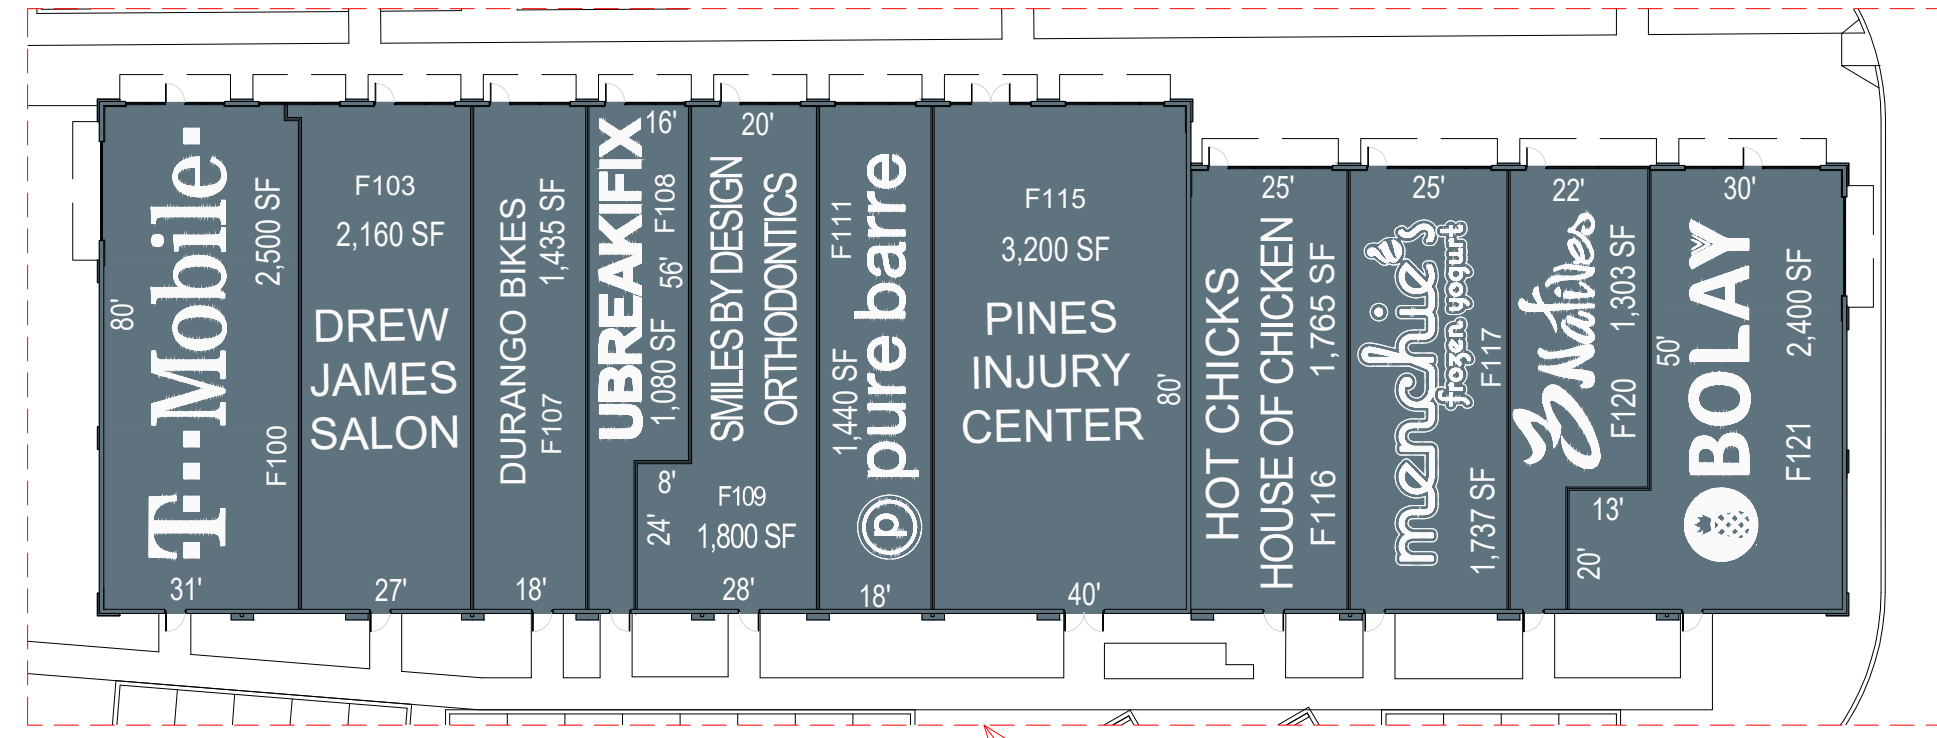 T··Mobile·
2,500 SF
F100
80'
31'
F103
2,160 SF
DREW
JAMES
SALON
27'
DURANGO BIKES
F107
1,435 SF
18'
UBREAKIFIX
16'
F108
1,080 SF
56'
8'
24'
20'
SMILES BY DESIGN
ORTHODONTICS
F109
1,800 SF
28'
F111
1,440 SF
p pure barre
18'
F115
3,200 SF
PINES
INJURY
CENTER
80'
40'
25'
HOT CHICKS
HOUSE OF CHICKEN
F116
1,765 SF
25'
menchie's
frozen yogurt
F117
1,737 SF
22'
3Natives
F120
1,303 SF
50'
13'
20'
30'
BOLAY
F121
2,400 SF